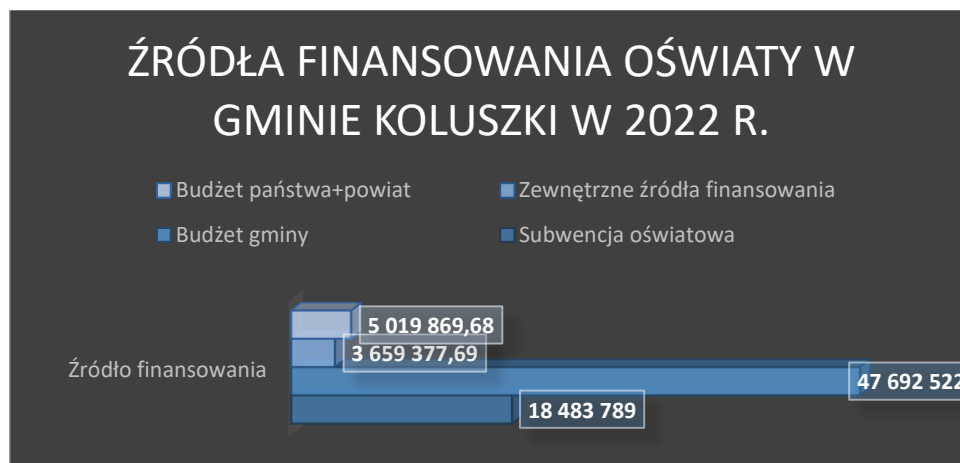 ŹRÓDŁA FINANSOWANIA OŚWIATY W
GMINIE KOLUSZKI W 2022 R.
Budżet państwa+powiat
Zewnętrzne źródła finansowania
Budżet gminy
Subwencja oświatowa
5 019 869,68
3 659 377,69
Źródło finansowania
47 692 522
18 483 789